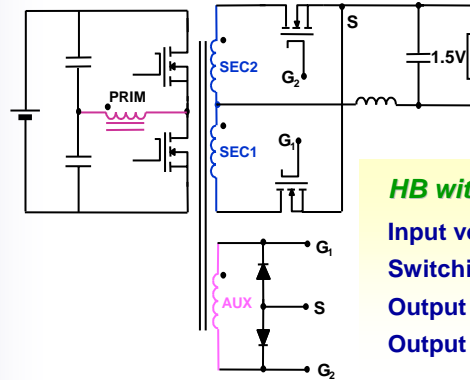 S
SEC2
1.5V
G2
PRIM
G1
SEC1
HB wit
Input v
Switchi
Output
Output
G1
AUX
S
G2